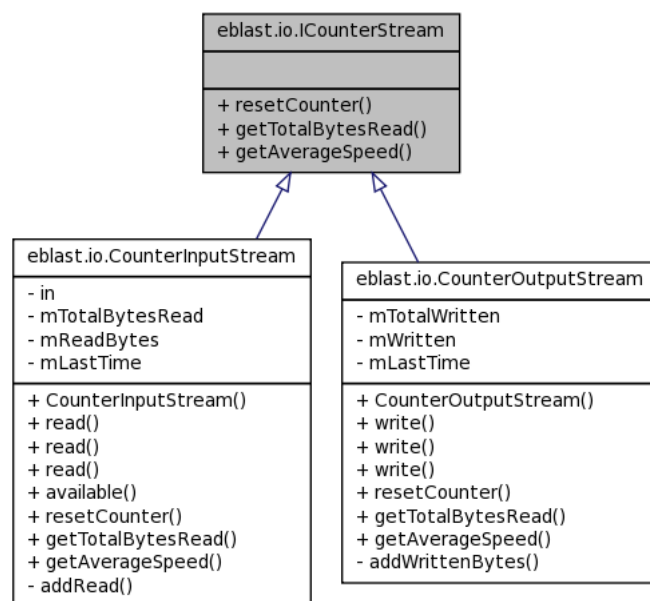 eblast.io.ICounterStream
+ resetCounter()
+ getTotalBytesRead()
+ getAverageSpeed()
eblast.io.CounterInputStream
- in
- mTotalBytesRead
- mReadBytes
- mLastTime
+ CounterInputStream()
+ read()
+ read()
+ read()
+ available()
+ resetCounter()
+ getTotalBytesRead()
+ getAverageSpeed()
- addRead()
eblast.io.CounterOutputStream
- mTotalWritten
- mWritten
- mLastTime
+ CounterOutputStream()
+ write()
+ write()
+ write()
+ resetCounter()
+ getTotalBytesRead()
+ getAverageSpeed()
- addWrittenBytes()